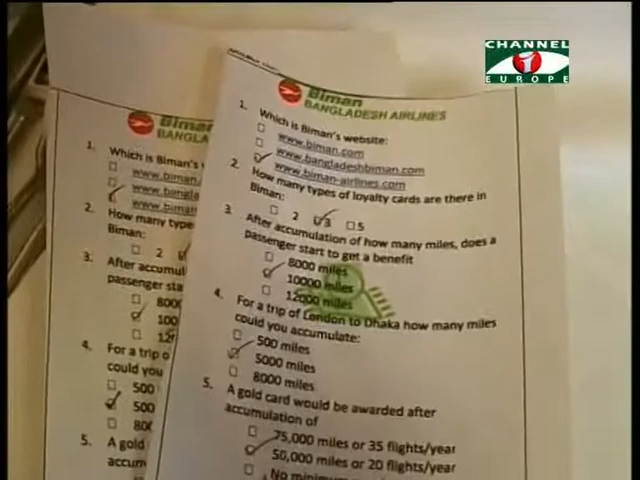 CHANNEL
i
EUROPE
Biman
BANGLADESH AIRLINES
1. Which is Biman's website:
www.biman.com
www.bangladeshbiman.com
www.biman-airlines.com
2. How many types of loyalty cards are there in
Biman:
2 3 5
3. After accumulation of how many miles, does a
passenger start to get a benefit
8000 miles
10000 miles
12000 miles
4. For a trip of London to Dhaka how many miles
could you accumulate:
500 miles
5000 miles
8000 miles
5. A gold card would be awarded after
accumulation of
75,000 miles or 35 flights/year
50,000 miles or 20 flights/year
Biman
BANGLAD
1. Which is Biman's
www.biman.
www.bangla
www.biman
2. How many type
Biman:
2
3. After accumul
passenger sta
8000
100
12
4. For a trip o
could you
500
500
800
5. A gold
accum